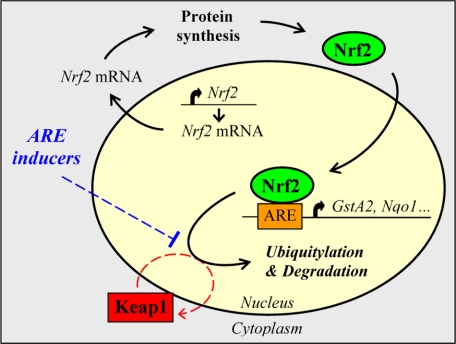 Protein
synthesis
Nrf2
Nrf2 mRNA
Nrf2
Nrf2 mRNA
ARE
inducers
Nrf2
ARE
GstA2, Nqo1...
Ubiquitylation
& Degradation
Keap1
Nucleus
Cytoplasm